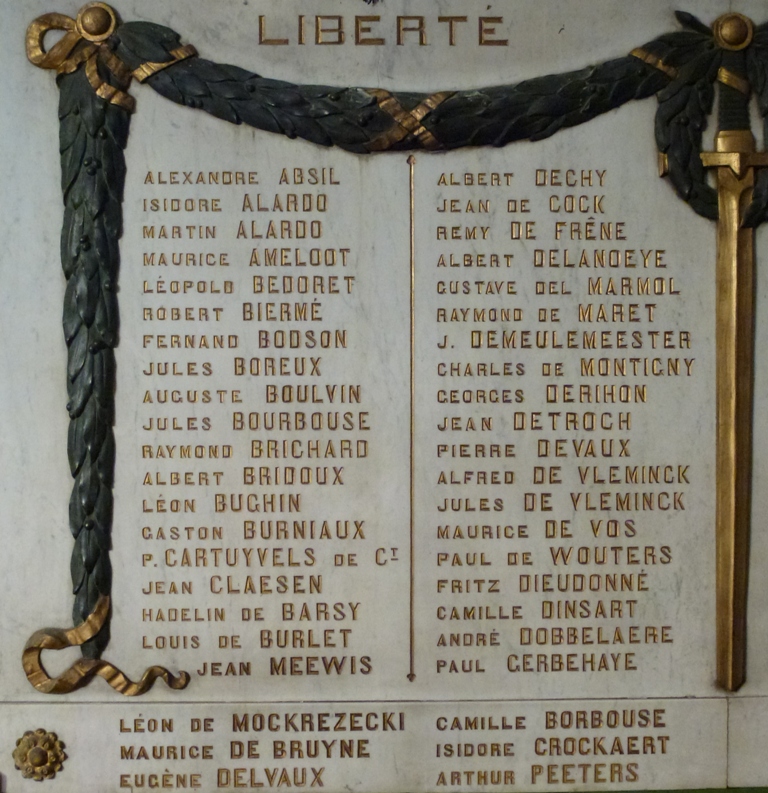 LIBERTÉ
ALEXANDRE ABSIL
ISIDORE ALARDO
MARTIN ALARDO
MAURICE AMELOOT
LÉOPOLD BEDORET
ROBERT BIERMÉ
FERNAND BODSON
JULES BOREUX
AUGUSTE BOULVIN
JULES BOURBOUSE
RAYMOND BRICHARD
ALBERT BRIDOUX
LÉON BUGHIN
GASTON BURNIAUX
P. CARTUYVELS DE CT
JEAN CLAESEN
HADELIN DE BARSY
LOUIS DE BURLET
JEAN MEEWIS
ALBERT DECHY
JEAN DE COCK
REMY DE FRÊNE
ALBERT DELANOEYE
GUSTAVE DEL MARMOL
RAYMOND DE MARET
J. DEMEULEMEESTER
CHARLES DE MONTIGNY
GEORGES DERIHON
JEAN DETROCH
PIERRE DEVAUX
ALFRED DE VLEMINCK
JULES DE VLEMINCK
MAURICE DE VOS
PAUL DE WOUTERS
FRITZ DIEUDONNÉ
CAMILLE DINSART
ANDRÉ DOBBELAERE
PAUL GERBEHAYE
LÉON DE MOCKREZECKI
MAURICE DE BRUYNE
EUGÈNE DELVAUX
CAMILLE BORBOUSE
ISIDORE CROCKAERT
ARTHUR PEETERS